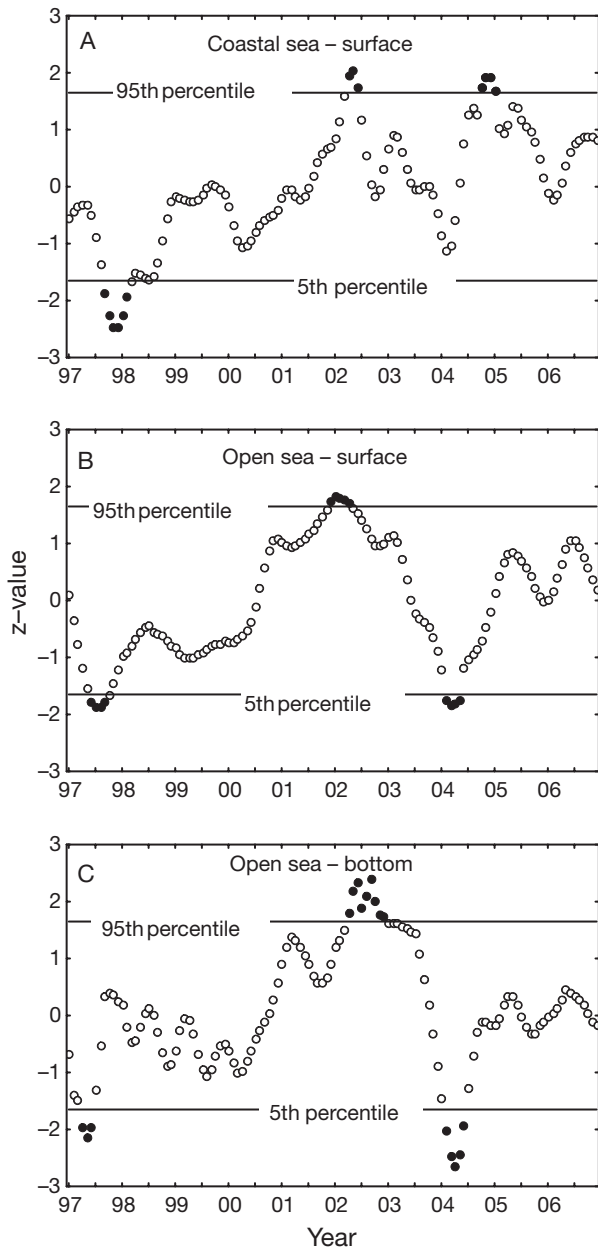 3
A
Coastal sea – surface
2
95th percentile
1
0
−1
5th percentile
−2
−3
97 98 99 00 01 02 03 04 05 06
3
B
Open sea – surface
2
95th percentile
1
z–value
0
−1
5th percentile
−2
−3
97 98 99 00 01 02 03 04 05 06
3
C
Open sea – bottom
2
95th percentile
1
0
−1
5th percentile
−2
−3
97 98 99 00 01 02 03 04 05 06
Year